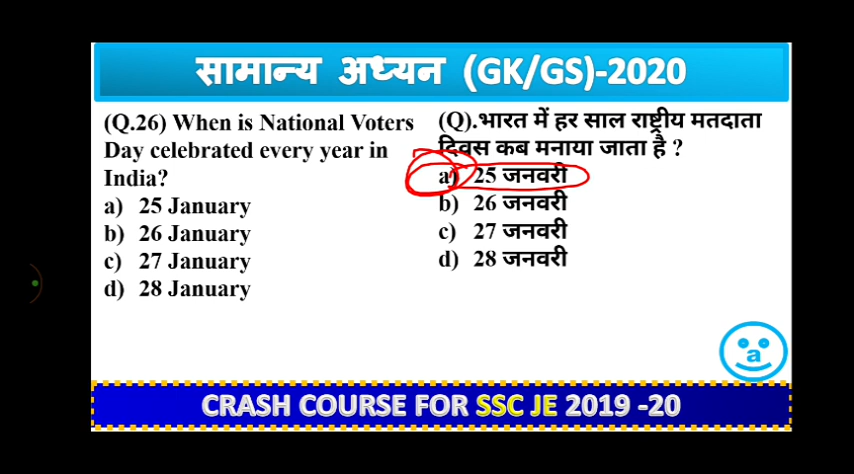 सामान्य अध्यन (GK/GS)-2020
(Q.26) When is National Voters
Day celebrated every year in
India?
a) 25 January
b) 26 January
c) 27 January
d) 28 January
(Q).भारत में हर साल राष्ट्रीय मतदाता
दिवस कब मनाया जाता है ?
a) 25 जनवरी
b) 26 जनवरी
c) 27 जनवरी
d) 28 जनवरी
a
CRASH COURSE FOR SSC JE 2019 -20